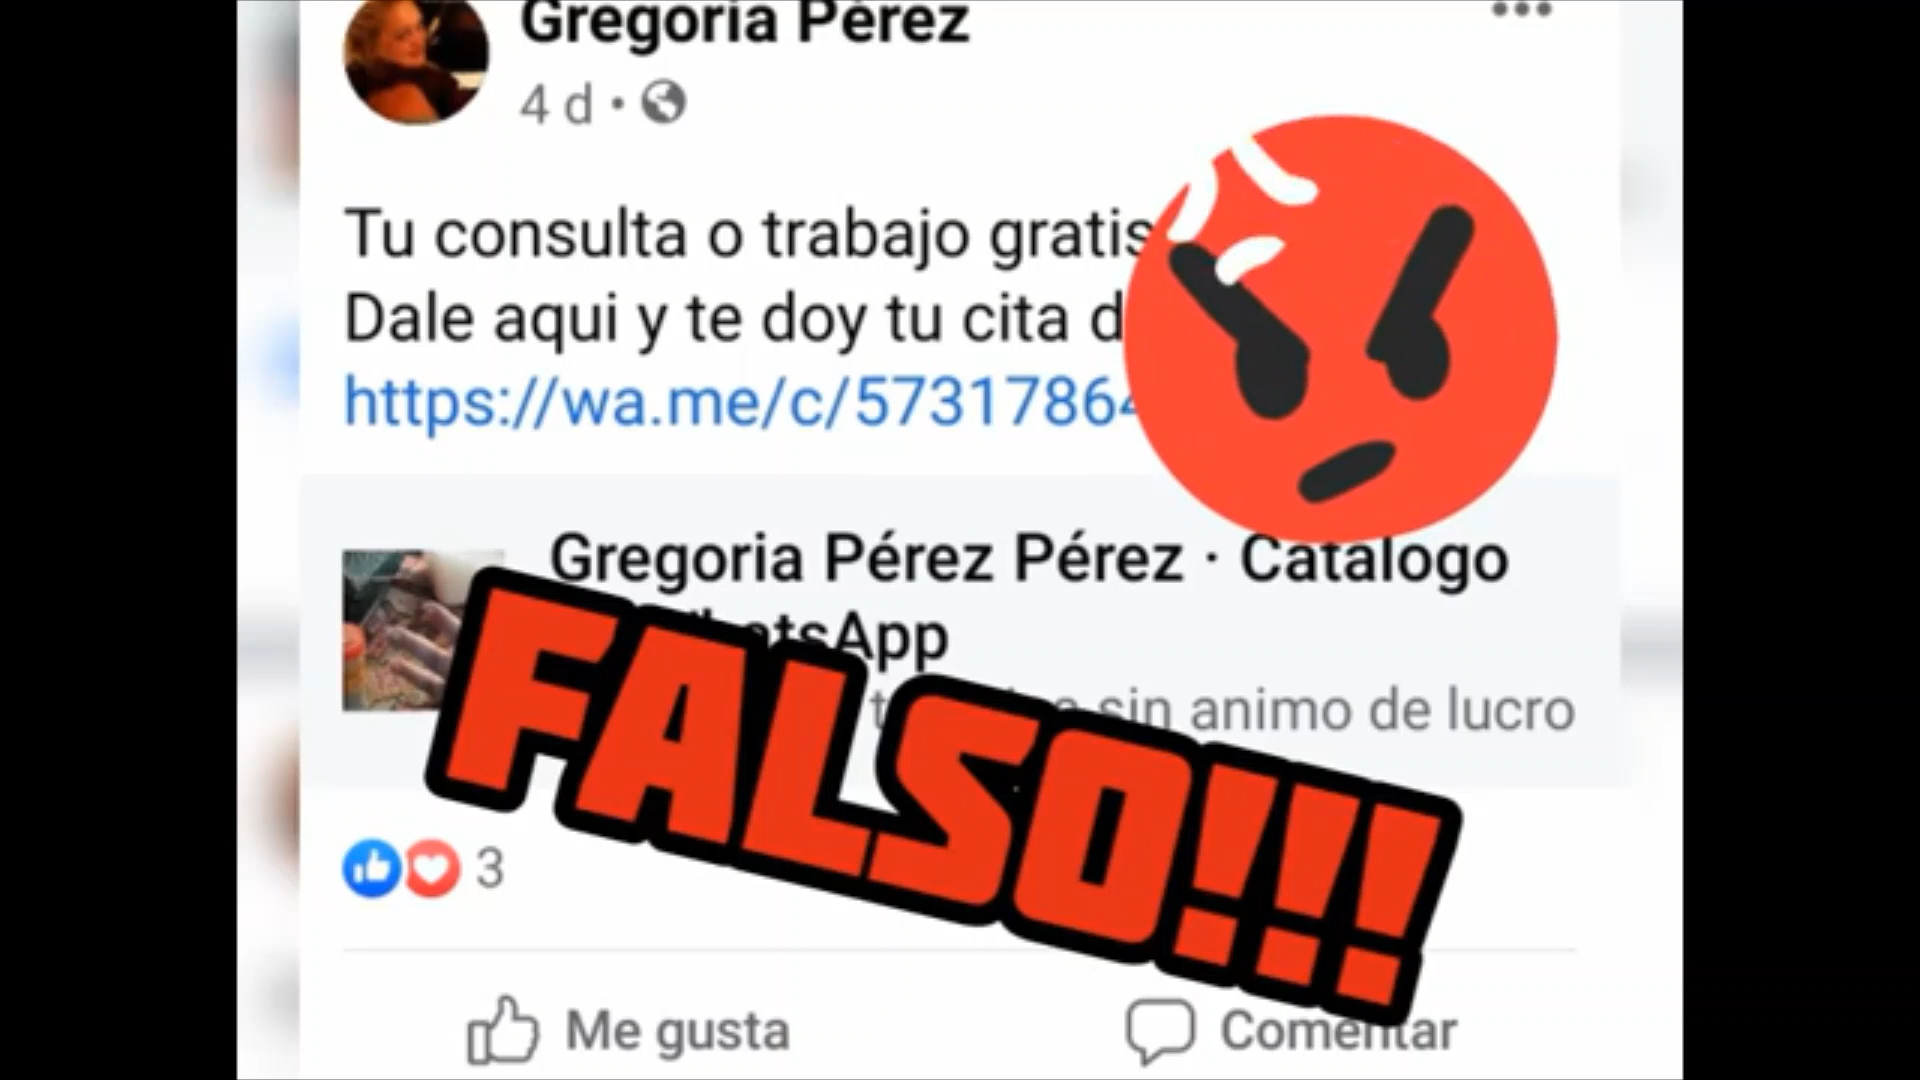 Gregoria Pérez
4 d
Tu consulta o trabajo gratis
Dale aqui y te doy tu cita d
https://wa.me/c/5731786
Gregoria Pérez Pérez · Catalogo
sin animo de lucro
FALSO!!!
3
Me gusta
Comentar